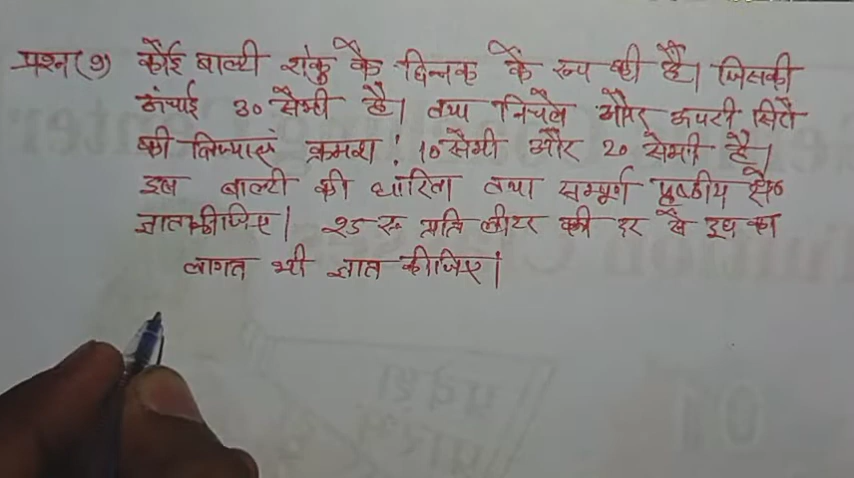 प्रश्न(9) कोई बाल्टी शंकु के छिन्नक के रूप की है। जिसकी
ऊंचाई 30 सेमी है। तथा निचले और ऊपरी सिरों
की त्रिज्याएं क्रमश: 10 सेमी और 20 सेमी है।
इस बाल्टी की धारिता तथा सम्पूर्ण पृष्ठीय क्षे०
ज्ञात कीजिए। 25 रू प्रति लीटर की दर से दूध का
लागत भी ज्ञात कीजिए।